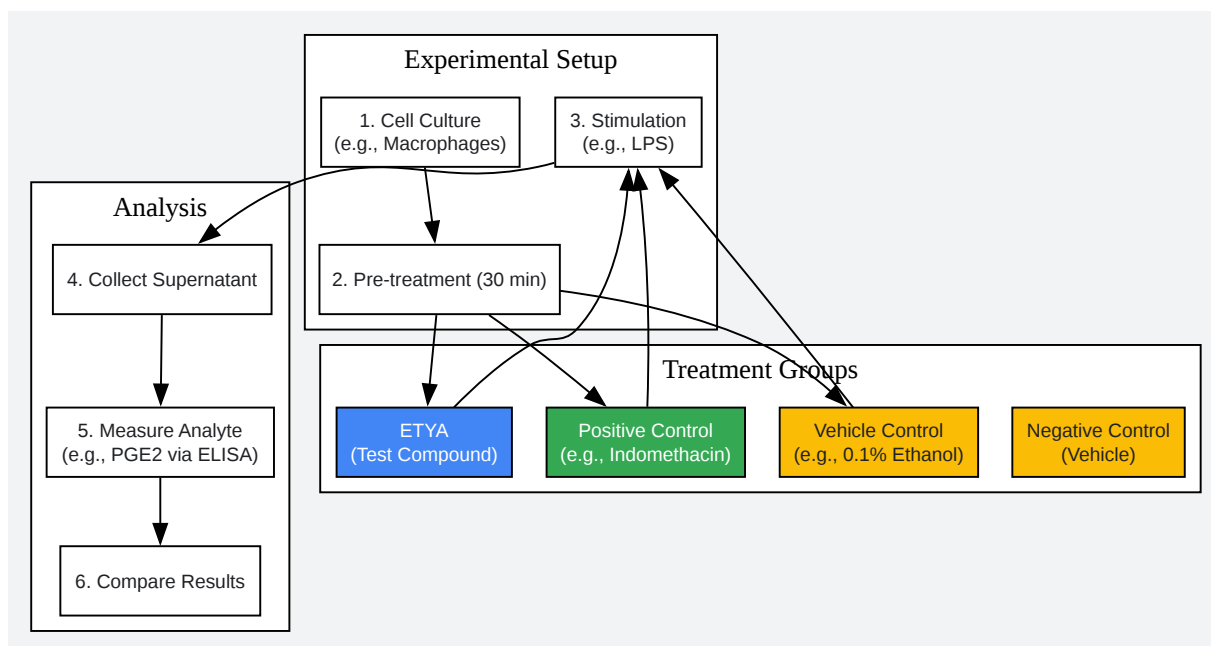 Experimental Setup
1. Cell Culture
(e.g., Macrophages)
3. Stimulation
(e.g., LPS)
2. Pre-treatment (30 min)
Analysis
4. Collect Supernatant
5. Measure Analyte
(e.g., PGE2 via ELISA)
6. Compare Results
Treatment Groups
ETYA
(Test Compound)
Positive Control
(e.g., Indomethacin)
Vehicle Control
(e.g., 0.1% Ethanol)
Negative Control
(Vehicle)